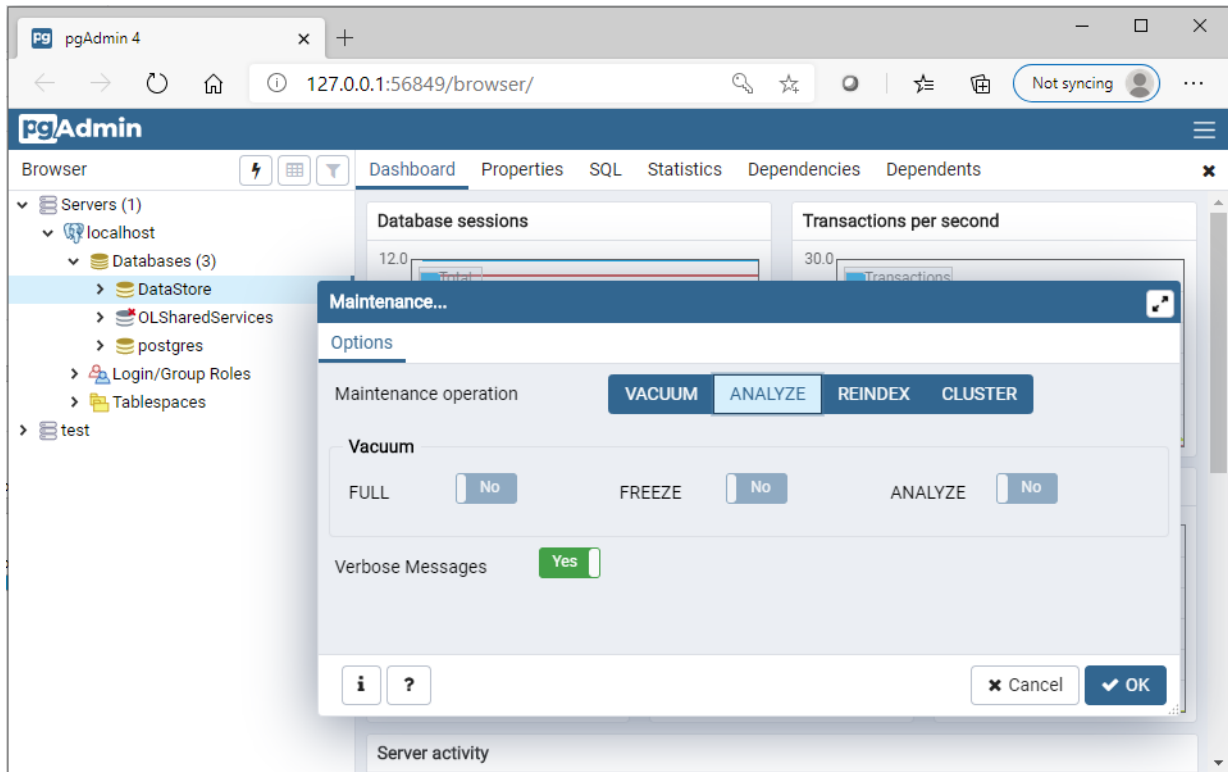 pgAdmin 4
127.0.0.1:56849/browser/
Not syncing
pgAdmin
Browser
Dashboard Properties SQL Statistics Dependencies Dependents
Servers (1)
localhost
Databases (3)
DataStore
OLSharedServices
postgres
Login/Group Roles
Tablespaces
test
Database sessions
Transactions per second
12.0
Total
30.0
Transactions
Maintenance...
Options
Maintenance operation VACUUM ANALYZE REINDEX CLUSTER
Vacuum
FULL No FREEZE No ANALYZE No
Verbose Messages Yes
i ? Cancel OK
Server activity